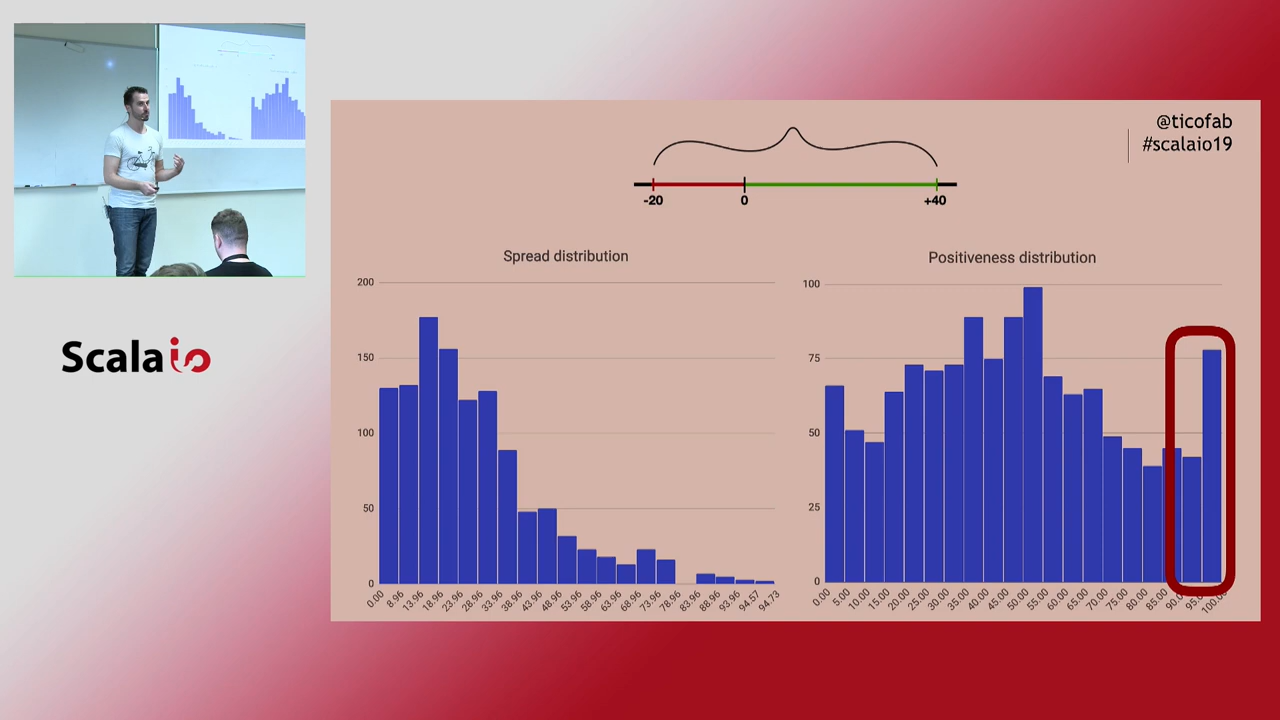 @ticofab
#scalaio19
-20
0
+40
Spread distribution
200
150
100
50
0
0.00 8.96 13.96 18.96 23.96 28.96 33.96 38.96 43.96 48.96 53.96 58.96 63.96 68.96 73.96 78.96 83.96 88.96 93.96 94.57 94.73
Positiveness distribution
100
75
50
25
0
0.00 5.00 10.00 15.00 20.00 25.00 30.00 35.00 40.00 45.00 50.00 55.00 60.00 65.00 70.00 75.00 80.00 85.00
Scala io